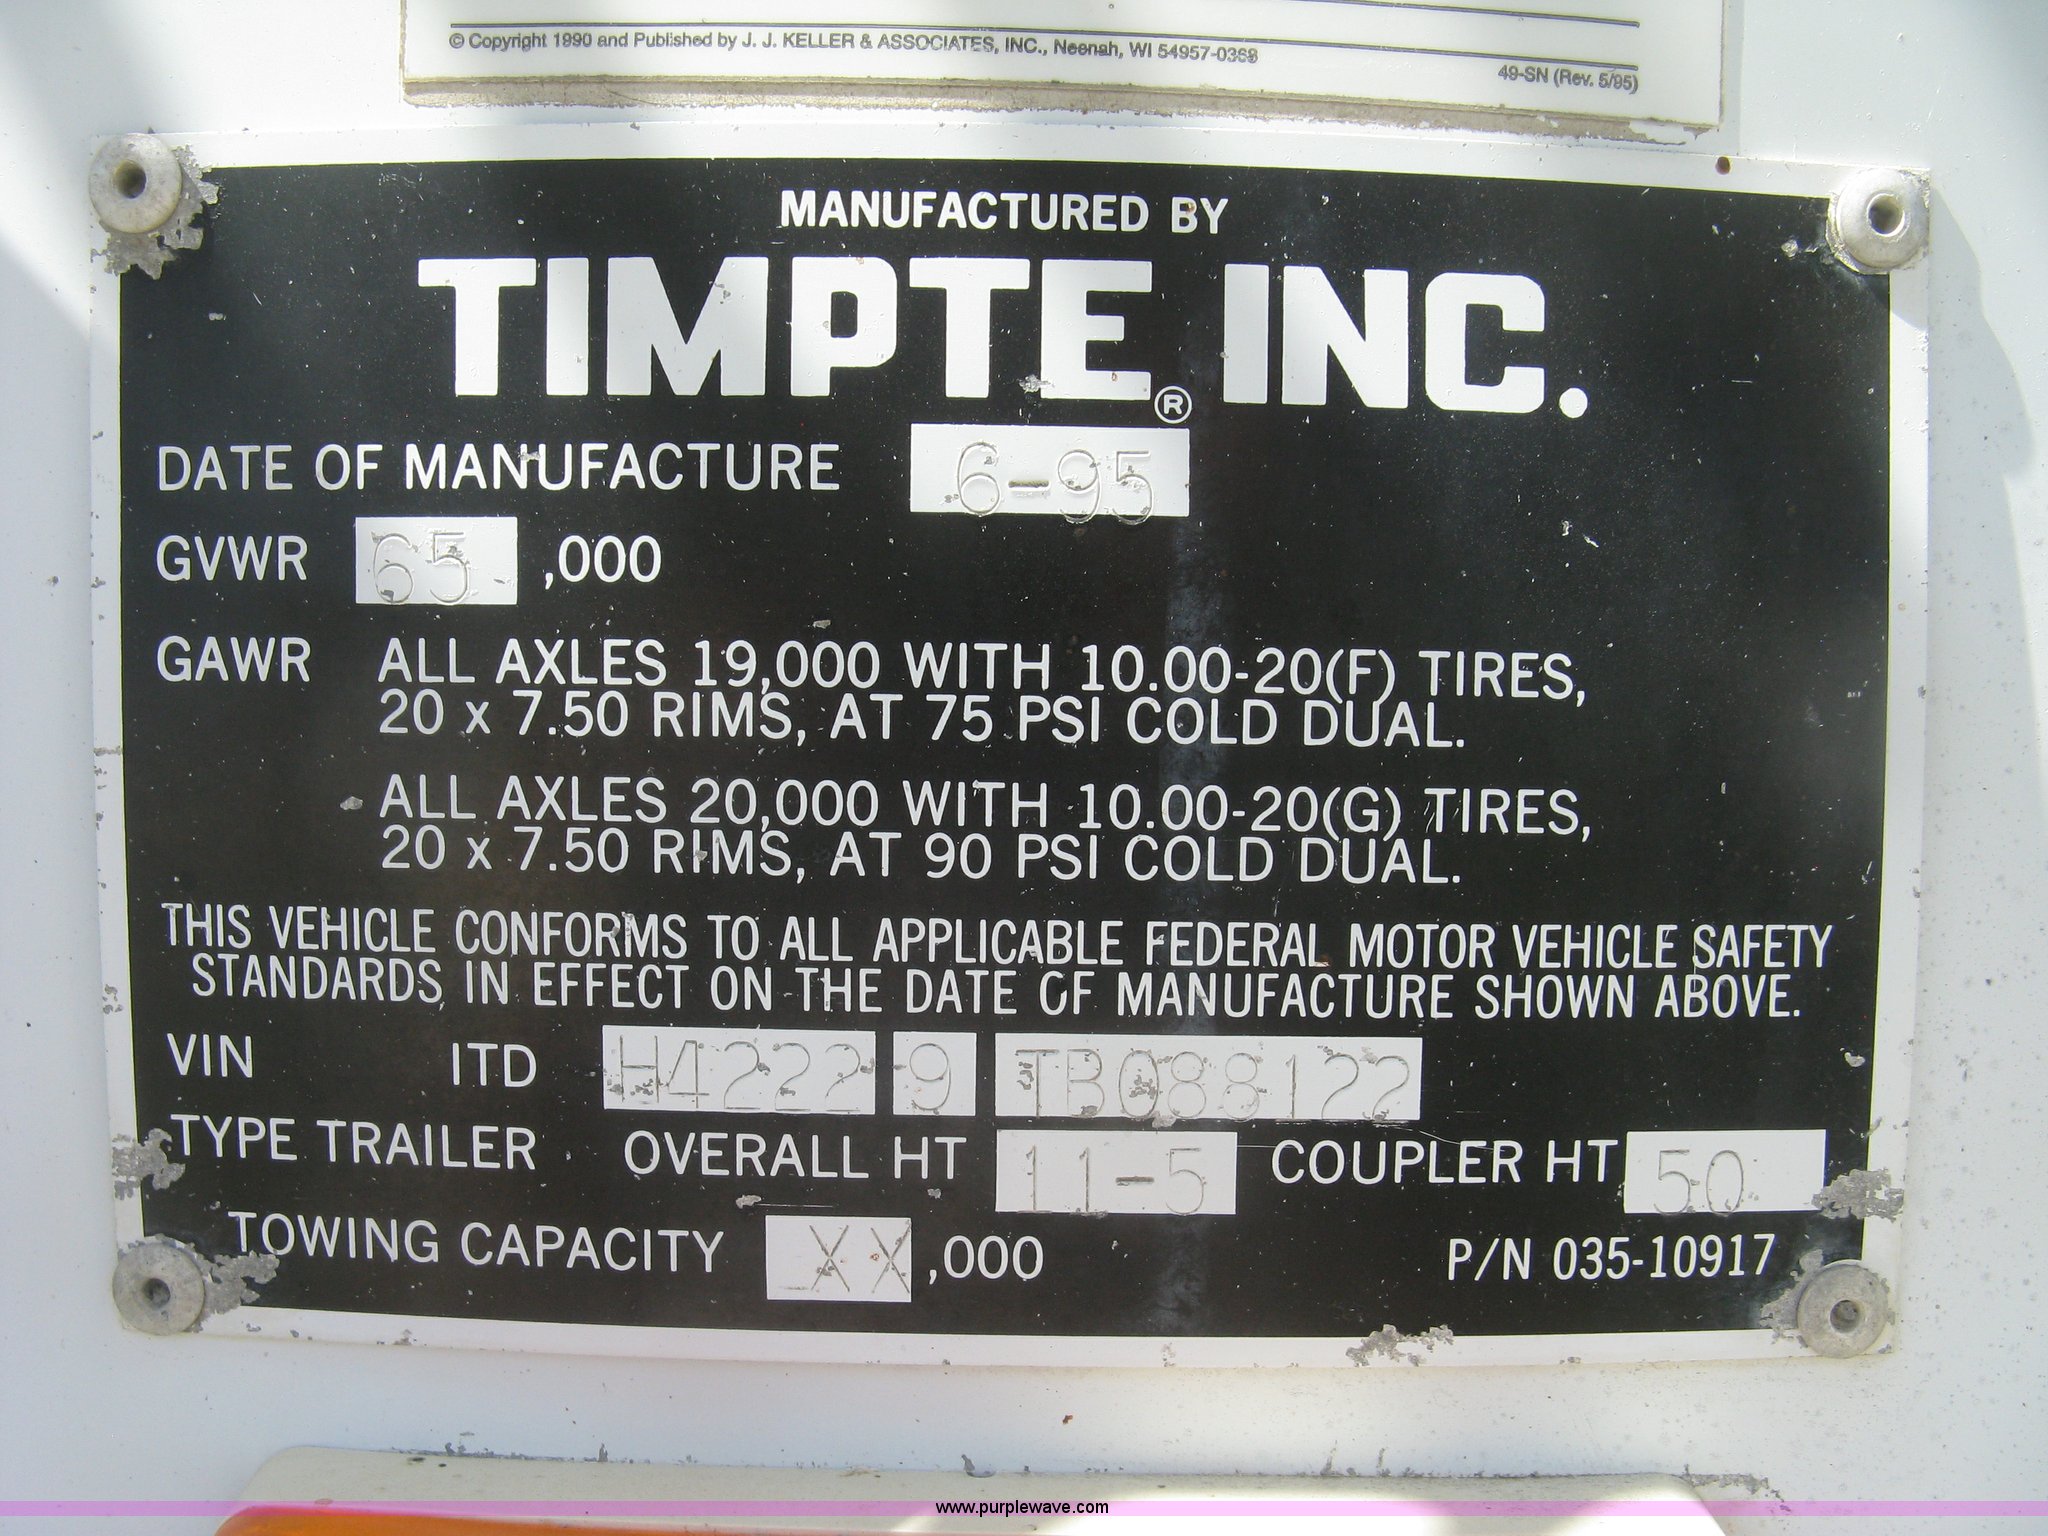 © Copyright 1990 and Published by J. J. KELLER & ASSOCIATES, INC., Neenah, WI 54957-0368
49-SN (Rev. 5/95)
MANUFACTURED BY
TIMPTE® INC.
DATE OF MANUFACTURE 6-95
GVWR 65 ,000
GAWR ALL AXLES 19,000 WITH 10.00-20(F) TIRES,
20 x 7.50 RIMS, AT 75 PSI COLD DUAL.
ALL AXLES 20,000 WITH 10.00-20(G) TIRES,
20 x 7.50 RIMS, AT 90 PSI COLD DUAL.
THIS VEHICLE CONFORMS TO ALL APPLICABLE FEDERAL MOTOR VEHICLE SAFETY
STANDARDS IN EFFECT ON THE DATE OF MANUFACTURE SHOWN ABOVE.
VIN ITD H4222 9 TB088122
TYPE TRAILER OVERALL HT 11-5 COUPLER HT 50
TOWING CAPACITY XX ,000 P/N 035-10917
www.purplewave.com